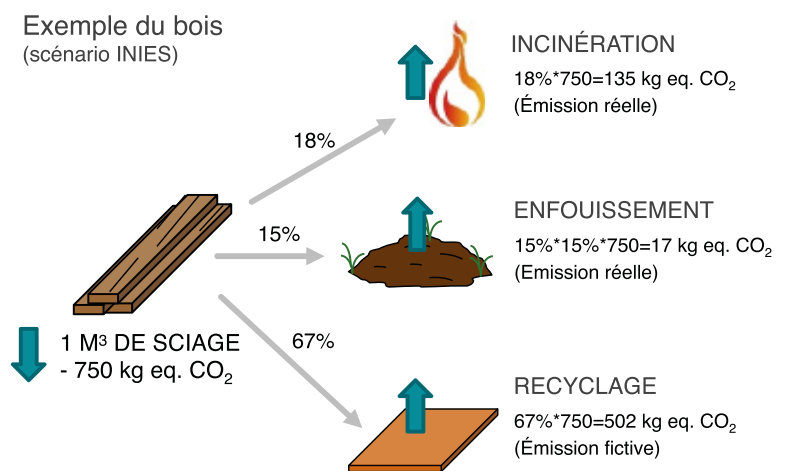 Exemple du bois
(scénario INIES)
INCINÉRATION
18%*750=135 kg eq. CO₂
(Émission réelle)
18%
ENFOUISSEMENT
15%*15%*750=17 kg eq. CO₂
(Emission réelle)
15%
1 M³ DE SCIAGE
- 750 kg eq. CO₂
67%
RECYCLAGE
67%*750=502 kg eq. CO₂
(Émission fictive)